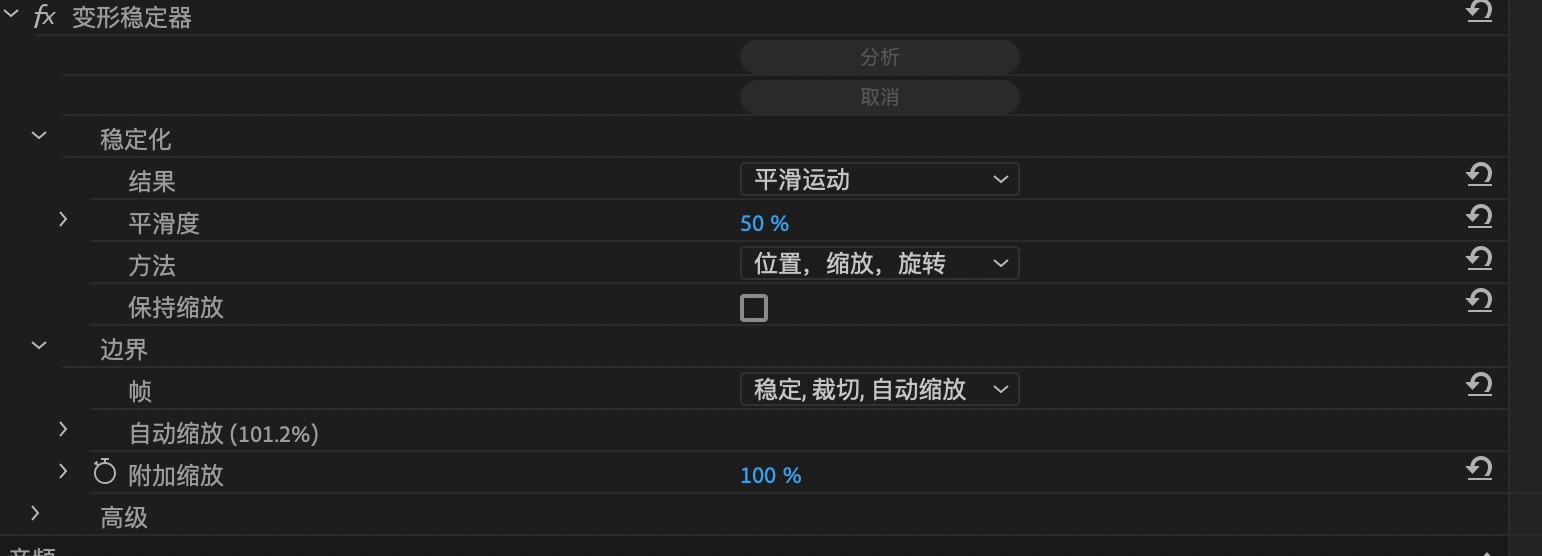 fx 变形稳定器
分析
取消
稳定化
结果 平滑运动
平滑度 50 %
方法 位置，缩放，旋转
保持缩放
边界
帧 稳定, 裁切, 自动缩放
自动缩放 (101.2%)
附加缩放 100 %
高级
音频